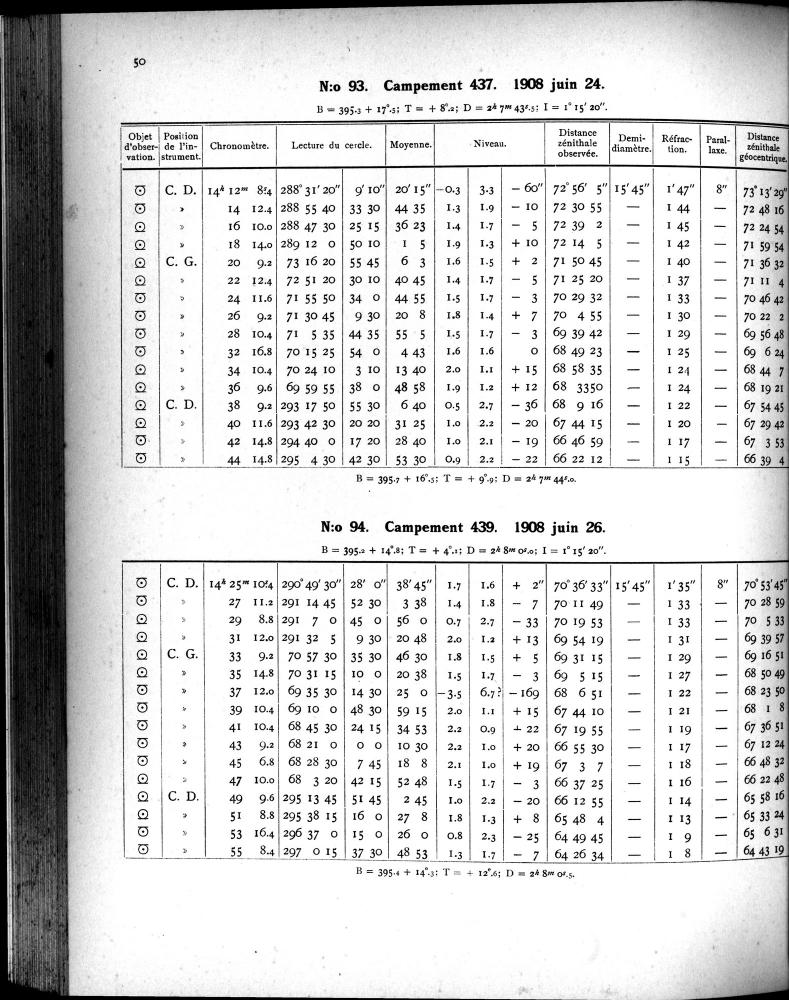 50
N:o 93. Campement 437. 1908 juin 24.
B = 395.3 + 17°.5; T = + 8°.2; D = 2h 7m 43s.5; I = 1° 15′ 20″.
Objet d'obser- vation. Position de l'in- strument. Chronomètre. Lecture du cercle. Moyenne. Niveau. Distance zénithale observée. Demi- diamètre. Réfrac- tion. Paral- laxe. Distance zénithale géocentrique.
C. D. 14h 12m 8s.4 288° 31′ 20″ 9′ 10″ 20′ 15″ −0.3 3.3 − 60″ 72° 56′ 5″ 15′ 45″ 1′ 47″ 8″ 73° 13′ 29″
» 14 12.4 288 55 40 33 30 44 35 1.3 1.9 − 10 72 30 55 — 1 44 — 72 48 16
» 16 10.0 288 47 30 25 15 36 23 1.4 1.7 − 5 72 39 2 — 1 45 — 72 24 54
» 18 14.0 289 12 0 50 10 1 5 1.9 1.3 + 10 72 14 5 — 1 42 — 71 59 54
C. G. 20 9.2 73 16 20 55 45 6 3 1.6 1.5 + 2 71 50 45 — 1 40 — 71 36 32
» 22 12.4 72 51 20 30 10 40 45 1.4 1.7 − 5 71 25 20 — 1 37 — 71 11 4
» 24 11.6 71 55 50 34 0 44 55 1.5 1.7 − 3 70 29 32 — 1 33 — 70 46 42
» 26 9.2 71 30 45 9 30 20 8 1.8 1.4 + 7 70 4 55 — 1 30 — 70 22 2
» 28 10.4 71 5 35 44 35 55 5 1.5 1.7 − 3 69 39 42 — 1 29 — 69 56 48
» 32 16.8 70 15 25 54 0 4 43 1.6 1.6 0 68 49 23 — 1 25 — 69 6 24
» 34 10.4 70 24 10 3 10 13 40 2.0 1.1 + 15 68 58 35 — 1 24 — 68 44 7
» 36 9.6 69 59 55 38 0 48 58 1.9 1.2 + 12 68 3350 — 1 24 — 68 19 21
C. D. 38 9.2 293 17 50 55 30 6 40 0.5 2.7 − 36 68 9 16 — 1 22 — 67 54 45
» 40 11.6 293 42 30 20 20 31 25 1.0 2.2 − 20 67 44 15 — 1 20 — 67 29 42
» 42 14.8 294 40 0 17 20 28 40 1.0 2.1 − 19 66 46 59 — 1 17 — 67 3 53
» 44 14.8 295 4 30 42 30 53 30 0.9 2.2 − 22 66 22 12 — 1 15 — 66 39 4
B = 395.7 + 16°.5; T = + 9°.9; D = 2h 7m 44s.0.
N:o 94. Campement 439. 1908 juin 26.
B = 395.2 + 14°.8; T = + 4°.1; D = 2h 8m 0s.0; I = 1° 15′ 20″.
C. D. 14h 25m 10s.4 290° 49′ 30″ 28′ 0″ 38′ 45″ 1.7 1.6 + 2″ 70° 36′ 33″ 15′ 45″ 1′ 35″ 8″ 70° 53′ 45″
» 27 11.2 291 14 45 52 30 3 38 1.4 1.8 − 7 70 11 49 — 1 33 — 70 28 59
» 29 8.8 291 7 0 45 0 56 0 0.7 2.7 − 33 70 19 53 — 1 33 — 70 5 33
» 31 12.0 291 32 5 9 30 20 48 2.0 1.2 + 13 69 54 19 — 1 31 — 69 39 57
C. G. 33 9.2 70 57 30 35 30 46 30 1.8 1.5 + 5 69 31 15 — 1 29 — 69 16 51
» 35 14.8 70 31 15 10 0 20 38 1.5 1.7 − 3 69 5 15 — 1 27 — 68 50 49
» 37 12.0 69 35 30 14 30 25 0 −3.5 6.7? − 169 68 6 51 — 1 22 — 68 23 50
» 39 10.4 69 10 0 48 30 59 15 2.0 1.1 + 15 67 44 10 — 1 21 — 68 1 8
» 41 10.4 68 45 30 24 15 34 53 2.2 0.9 + 22 67 19 55 — 1 19 — 67 36 51
» 43 9.2 68 21 0 0 0 10 30 2.2 1.0 + 20 66 55 30 — 1 17 — 67 12 24
» 45 6.8 68 28 30 7 45 18 8 2.1 1.0 + 19 67 3 7 — 1 18 — 66 48 32
» 47 10.0 68 3 20 42 15 52 48 1.5 1.7 − 3 66 37 25 — 1 16 — 66 22 48
C. D. 49 9.6 295 13 45 51 45 2 45 1.0 2.2 − 20 66 12 55 — 1 14 — 65 58 16
» 51 8.8 295 38 15 16 0 27 8 1.8 1.3 + 8 65 48 4 — 1 13 — 65 33 24
» 53 16.4 296 37 0 15 0 26 0 0.8 2.3 − 25 64 49 45 — 1 9 — 65 6 31
» 55 8.4 297 0 15 37 30 48 53 1.3 1.7 − 7 64 26 34 — 1 8 — 64 43 19
B = 395.4 + 14°.3; T = + 12°.6; D = 2h 8m 0s.5.